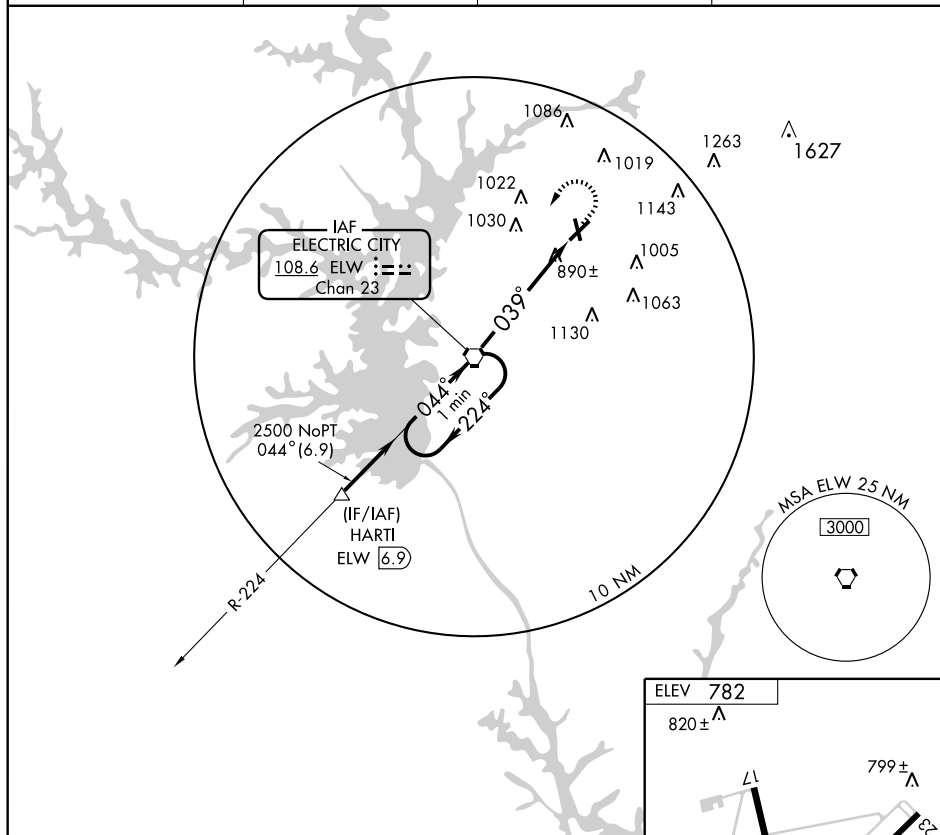 1086
1263
1627
1019
1022
1143
1030
IAF
ELECTRIC CITY
108.6 ELW
Chan 23
1005
890±
1063
039°
1130
044°
1 min
224°
2500 NoPT
044° (6.9)
(IF/IAF)
HARTI
ELW 6.9
MSA ELW 25 NM
3000
R-224
10 NM
ELEV 782
820±
799±
17
23